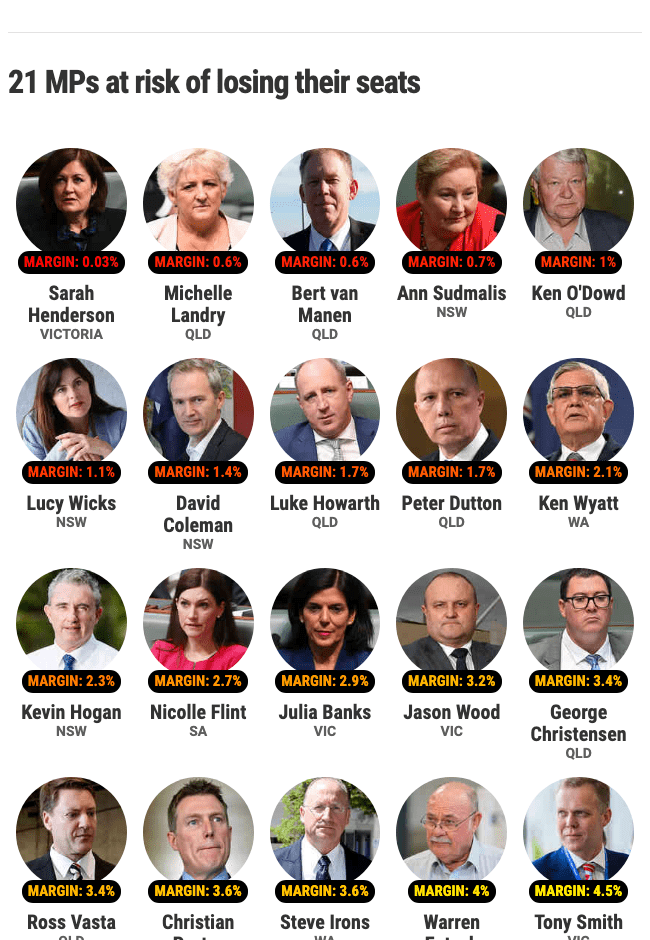 21 MPs at risk of losing their seats
MARGIN: 0.03%
Sarah
Henderson
VICTORIA
MARGIN: 0.6%
Michelle
Landry
QLD
MARGIN: 0.6%
Bert van
Manen
QLD
MARGIN: 0.7%
Ann Sudmalis
NSW
MARGIN: 1%
Ken O'Dowd
QLD
MARGIN: 1.1%
Lucy Wicks
NSW
MARGIN: 1.4%
David
Coleman
NSW
MARGIN: 1.7%
Luke Howarth
QLD
MARGIN: 1.7%
Peter Dutton
QLD
MARGIN: 2.1%
Ken Wyatt
WA
MARGIN: 2.3%
Kevin Hogan
NSW
MARGIN: 2.7%
Nicolle Flint
SA
MARGIN: 2.9%
Julia Banks
VIC
MARGIN: 3.2%
Jason Wood
VIC
MARGIN: 3.4%
George
Christensen
QLD
MARGIN: 3.4%
Ross Vasta
QLD
MARGIN: 3.6%
Christian
MARGIN: 3.6%
Steve Irons
WA
MARGIN: 4%
Warren
MARGIN: 4.5%
Tony Smith
VIC